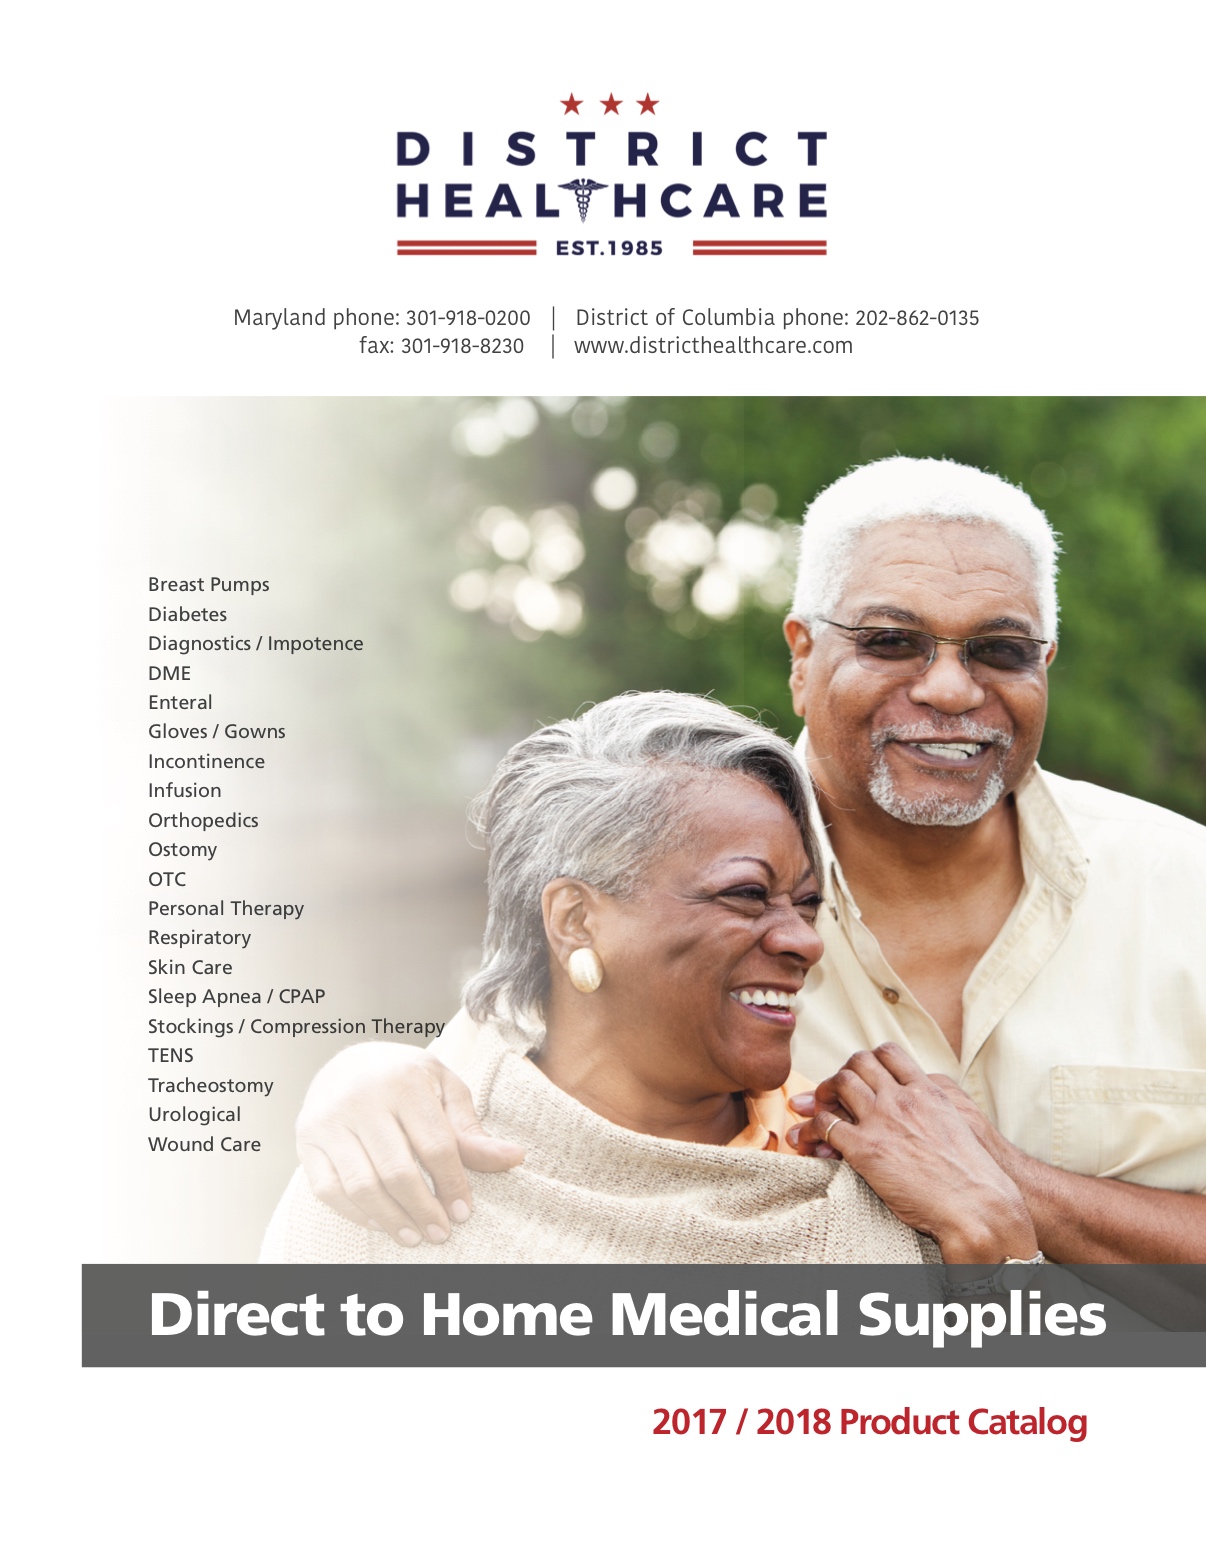 DISTRICT
HEALTHCARE
EST.1985
Maryland phone: 301-918-0200 | District of Columbia phone: 202-862-0135
fax: 301-918-8230 | www.districthealthcare.com
Breast Pumps
Diabetes
Diagnostics / Impotence
DME
Enteral
Gloves / Gowns
Incontinence
Infusion
Orthopedics
Ostomy
OTC
Personal Therapy
Respiratory
Skin Care
Sleep Apnea / CPAP
Stockings / Compression Therapy
TENS
Tracheostomy
Urological
Wound Care
Direct to Home Medical Supplies
2017 / 2018 Product Catalog